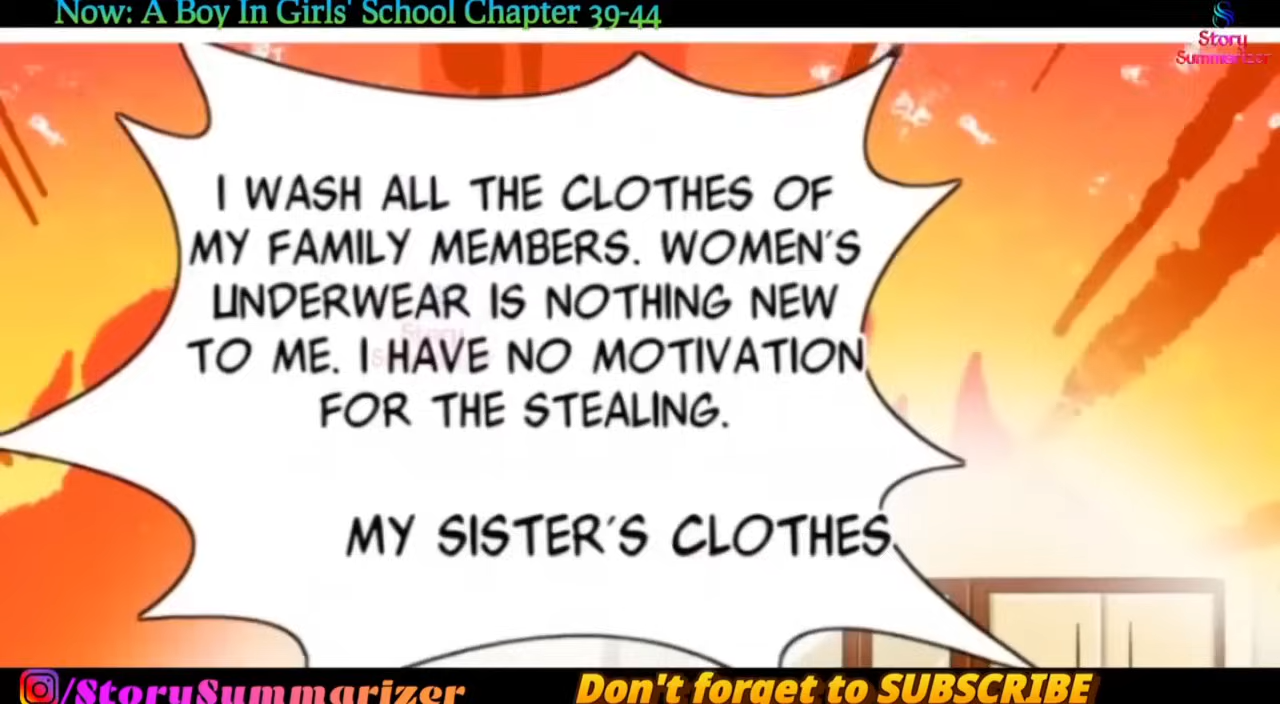 Now: A Boy In Girls' School Chapter 39-44
Story
Summarizer
I WASH ALL THE CLOTHES OF
MY FAMILY MEMBERS. WOMEN'S
UNDERWEAR IS NOTHING NEW
TO ME. I HAVE NO MOTIVATION
FOR THE STEALING.
MY SISTER'S CLOTHES
/StorySummarizer
Don't forget to SUBSCRIBE